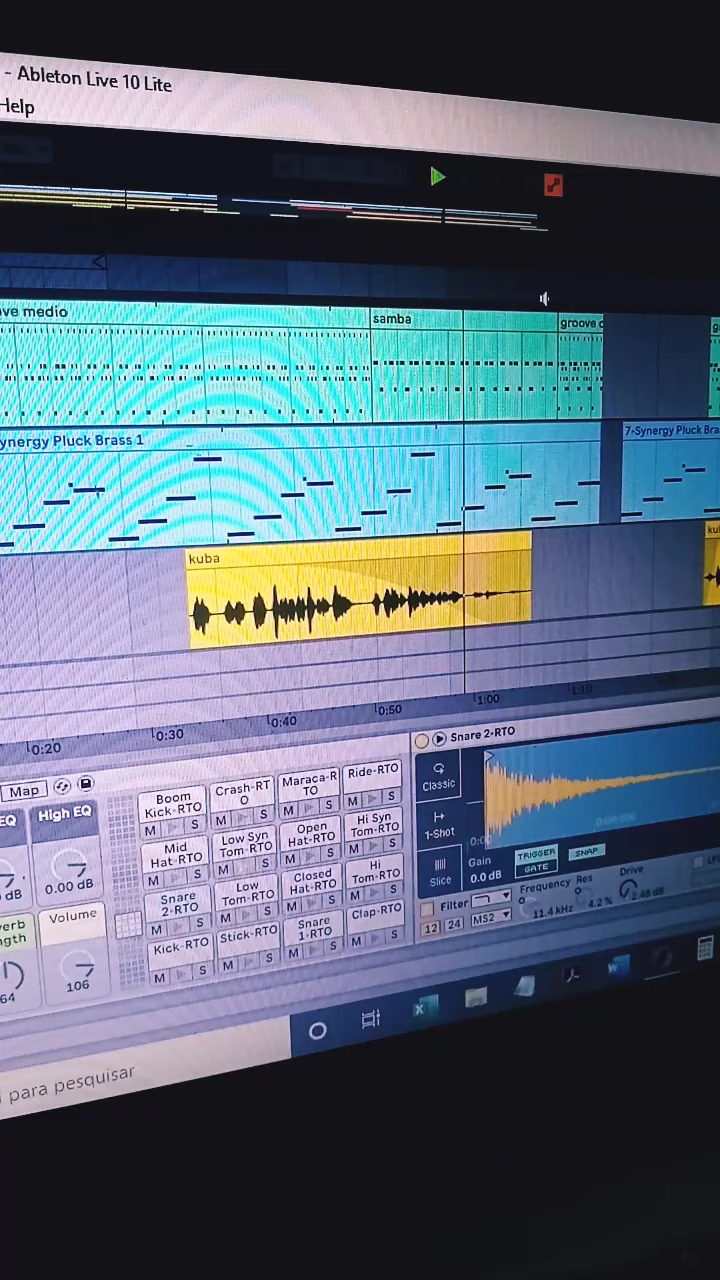 - Ableton Live 10 Lite
Help
medio
samba
groove
Synergy Pluck Brass 1
7-Synergy Pluck Bra
kuba
0:20
0:30
0:40
0:50
1:00
1:10
Map
EQ
High EQ
0.00 dB
dB
Volume
106
64
Boom Kick-RTO
Crash-RTO
Maraca-RTO
Ride-RTO
M S
M S
M S
M S
Mid Hat-RTO
Low Syn Tom-RTO
Open Hat-RTO
Hi Syn Tom-RTO
M S
M S
M S
M S
Snare 2-RTO
Low Tom-RTO
Closed Hat-RTO
Hi Tom-RTO
M S
M S
M S
M S
Kick-RTO
Stick-RTO
Snare 1-RTO
Clap-RTO
M S
M S
M S
M S
Snare 2-RTO
Classic
1-Shot
Slice
0:00
Gain
0.0 dB
TRIGGER
GATE
SNAP
Filter
12 24
MS2
Frequency
11.4 kHz
Res
4.2 %
Drive
para pesquisar